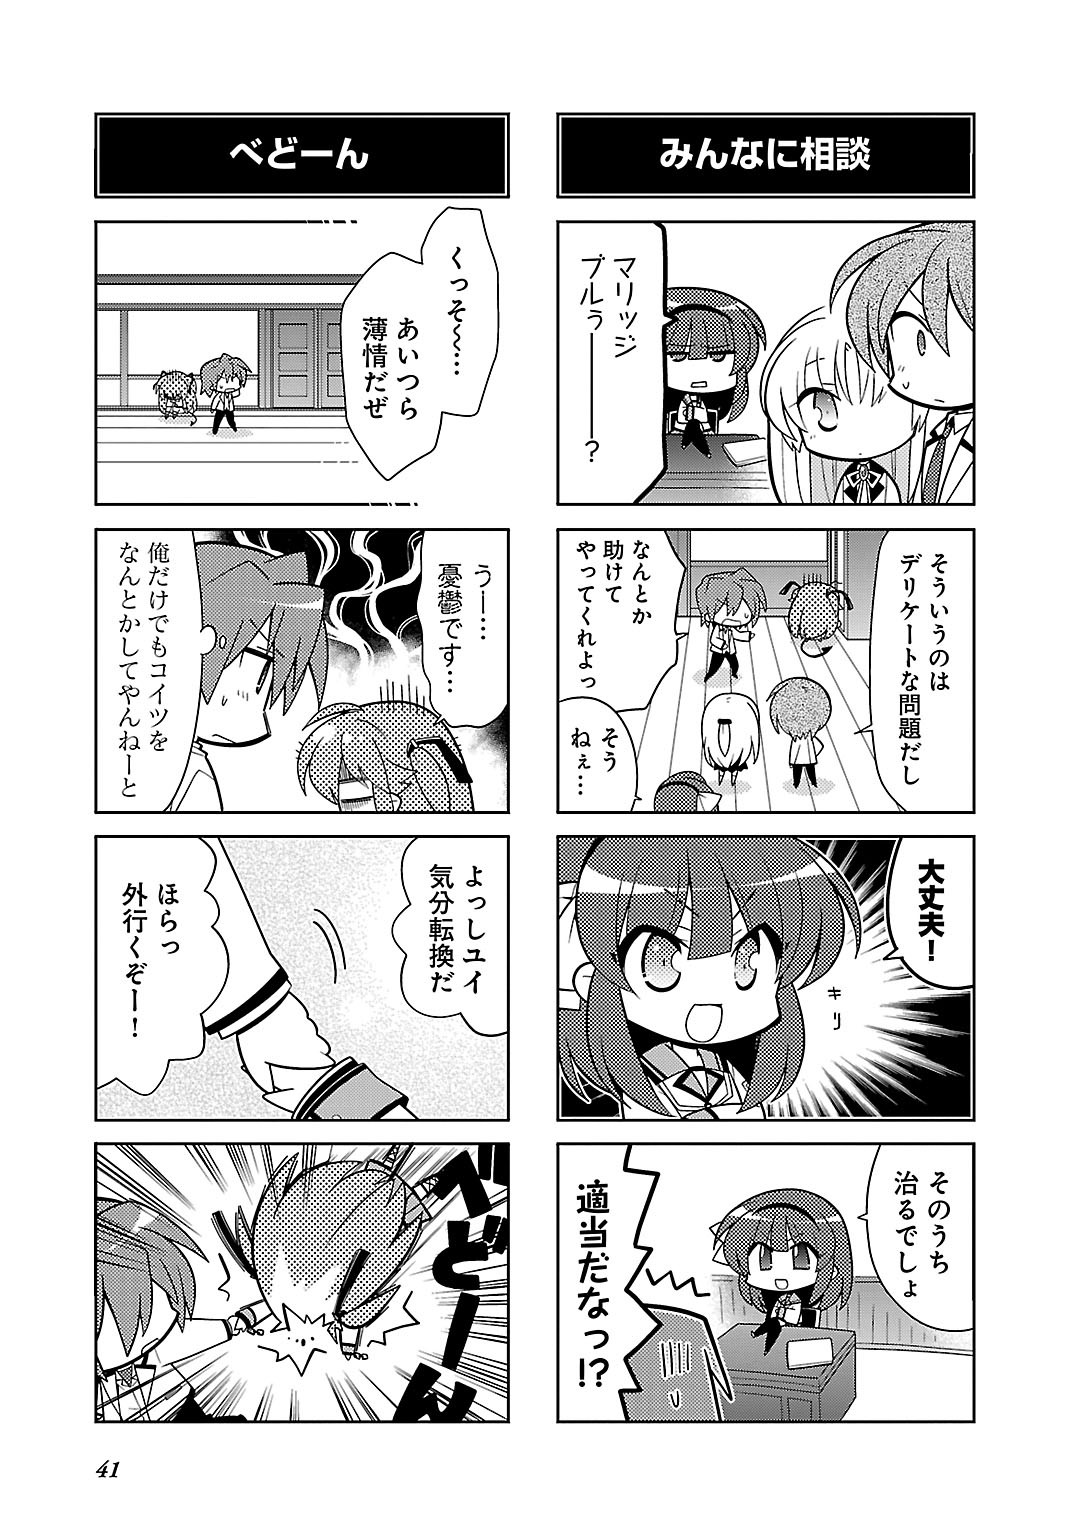 みんなに相談
マリッジ
ブルぅーーー？
そういうのは
デリケートな問題だし
なんとか
助けて
やってくれよっ
そう
ねぇ…
大丈夫！
キリ
そのうち
治るでしょ
適当だなっ!?
べどーん
くっそ〜…
あいつら
薄情だぜ
うー……
憂鬱です…
俺だけでもコイツを
なんとかしてやんねーと
よっしユイ
気分転換だ
ほらっ
外行くぞー！
べどーーん
41